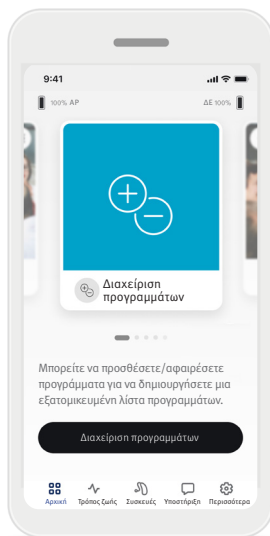 9:41
100% ΑΡ ΔΕ 100%
Διαχείριση
προγραμμάτων
Μπορείτε να προσθέσετε/αφαιρέσετε
προγράμματα για να δημιουργήσετε μια
εξατομικευμένη λίστα προγραμμάτων.
Διαχείριση προγραμμάτων
Αρχική Τρόπος ζωής Συσκευές Υποστήριξη Περισσότερα